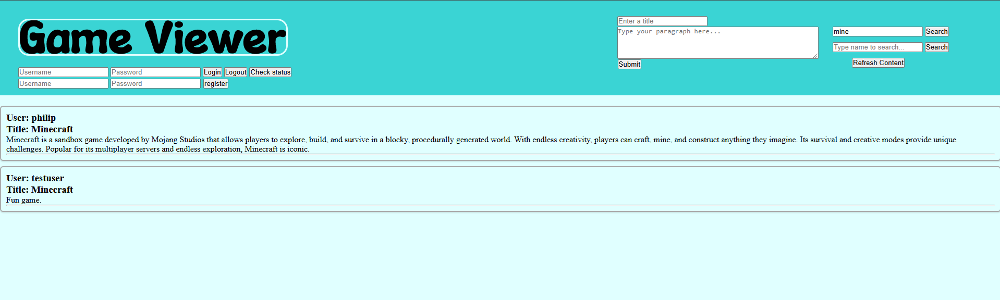 Game Viewer
Username Password Login Logout Check status
Username Password register
Enter a title
Type your paragraph here...
Submit
mine Search
Type name to search... Search
Refresh Content
User: philip
Title: Minecraft
Minecraft is a sandbox game developed by Mojang Studios that allows players to explore, build, and survive in a blocky, procedurally generated world. With endless creativity, players can craft, mine, and construct anything they imagine. Its survival and creative modes provide unique
challenges. Popular for its multiplayer servers and endless exploration, Minecraft is iconic.
User: testuser
Title: Minecraft
Fun game.